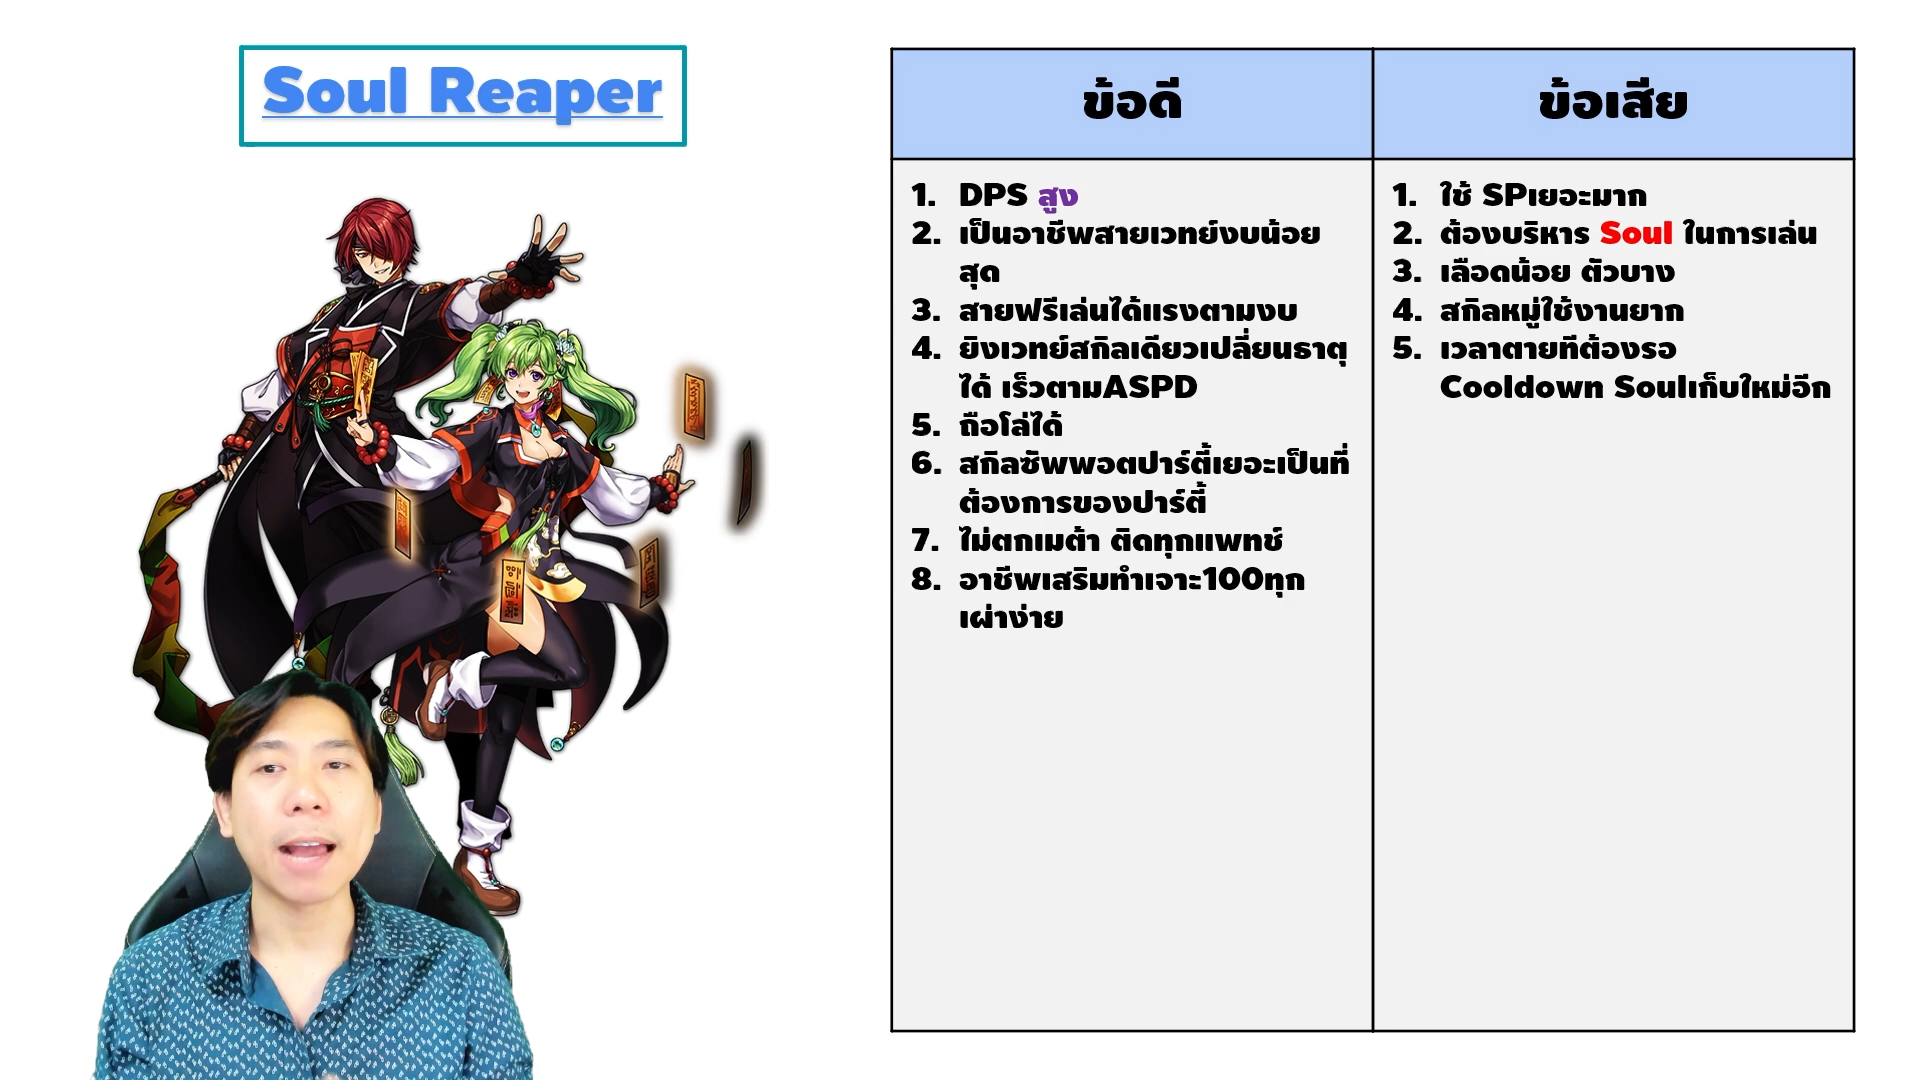 Soul Reaper
ข้อดี
1. DPS สูง
2. เป็นอาชีพสายเวทย์งบน้อย
สุด
3. สายฟรีเล่นได้แรงตามงบ
4. ยิงเวทย์สกิลเดียวเปลี่ยนธาตุ
ได้ เร็วตามASPD
5. ถือโล่ได้
6. สกิลซัพพอตปาร์ตี้เยอะเป็นที่
ต้องการของปาร์ตี้
7. ไม่ตกเมต้า ติดทุกแพทช์
8. อาชีพเสริมทำเจาะ100ทุก
เผ่าง่าย
ข้อเสีย
1. ใช้ SPเยอะมาก
2. ต้องบริหาร Soul ในการเล่น
3. เลือดน้อย ตัวบาง
4. สกิลหมู่ใช้งานยาก
5. เวลาตายทีต้องรอ
Cooldown Soulเก็บใหม่อีก